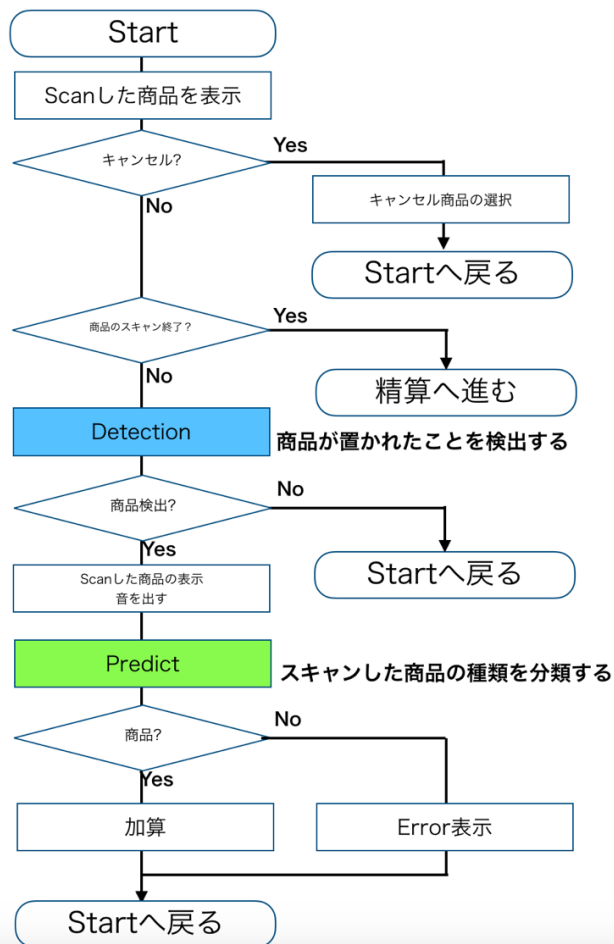 Start
Scanした商品を表示
キャンセル?
Yes
No
キャンセル商品の選択
Startへ戻る
商品のスキャン終了？
Yes
No
精算へ進む
Detection
商品が置かれたことを検出する
商品検出?
No
Yes
Startへ戻る
Scanした商品の表示
音を出す
Predict
スキャンした商品の種類を分類する
商品?
No
Yes
加算
Error表示
Startへ戻る